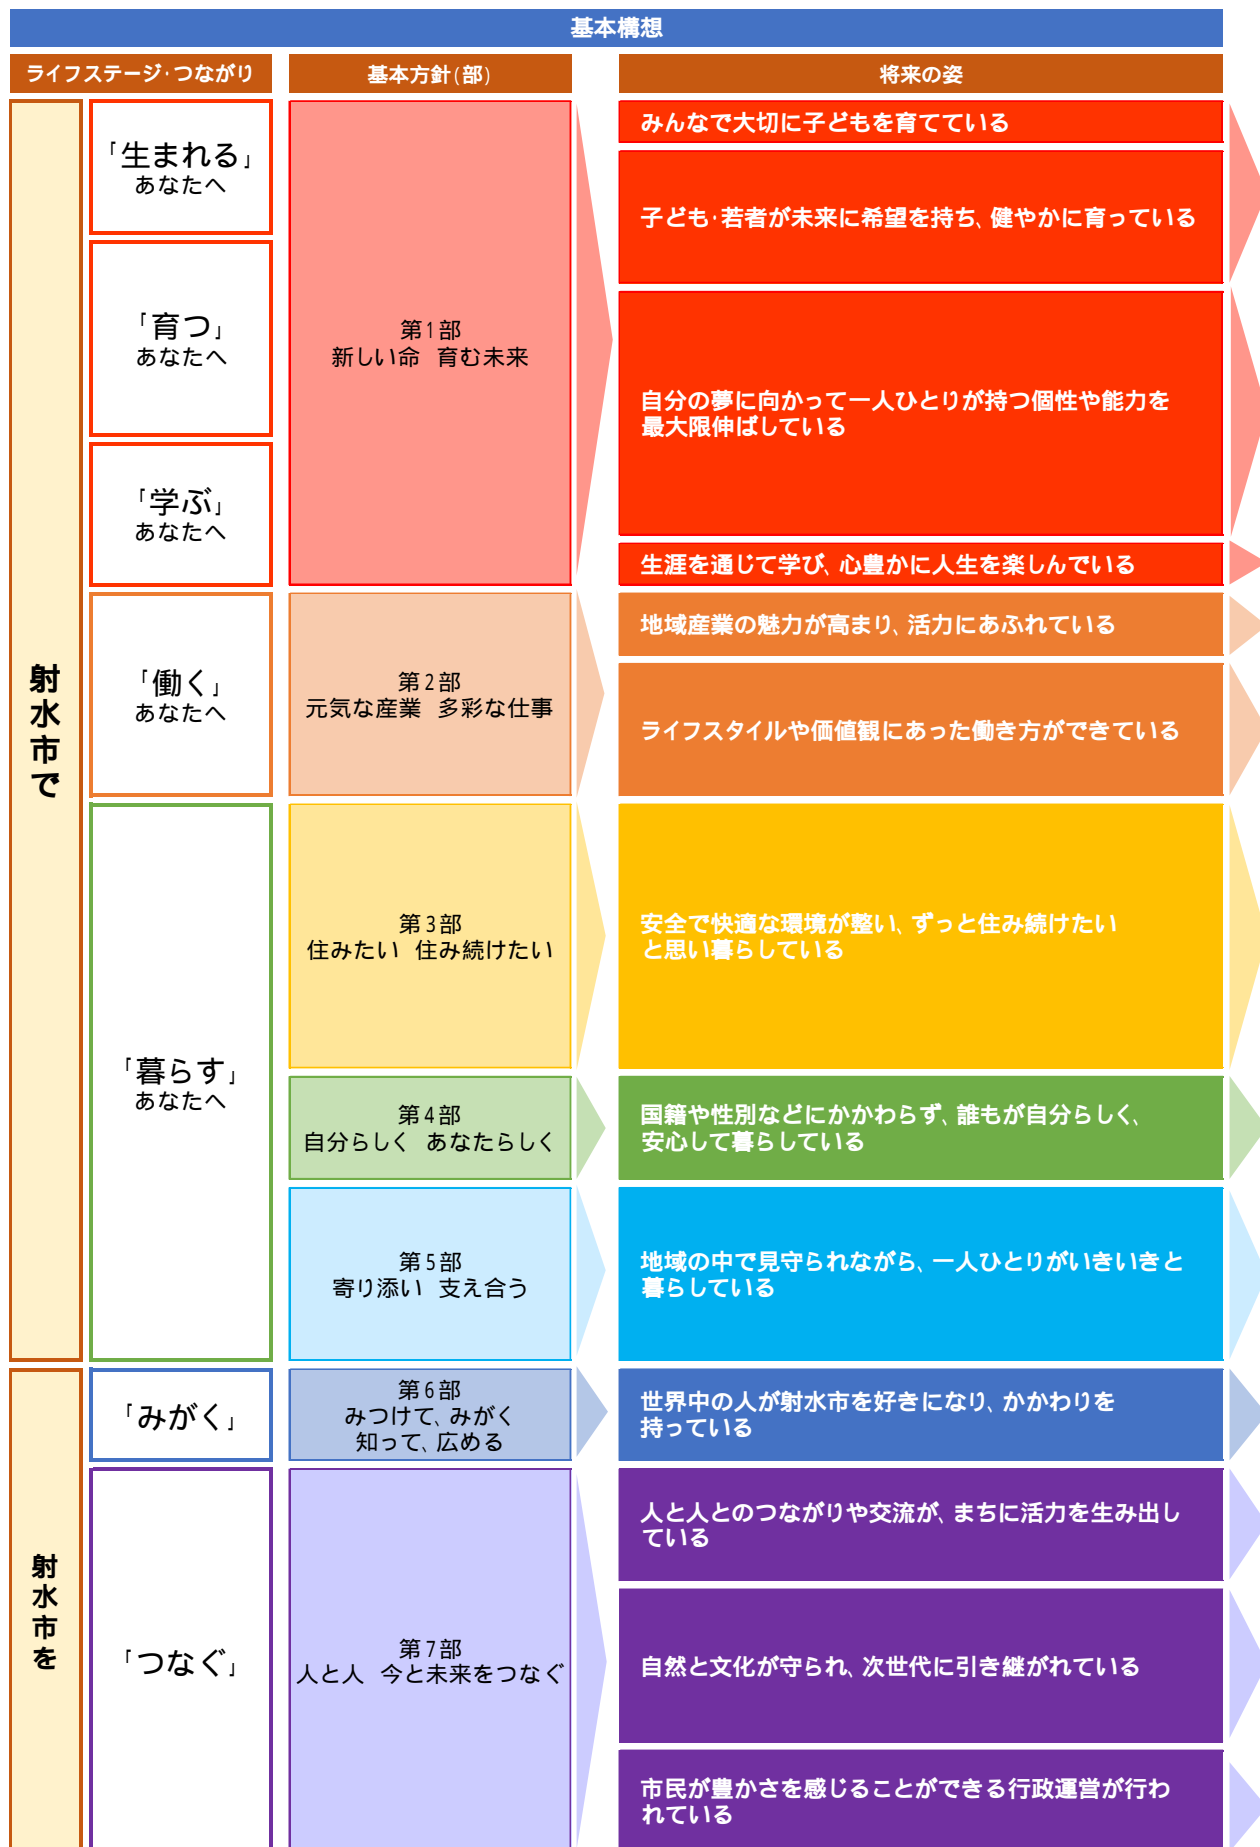 基本構想
ライフステージ・つながり
基本方針(部)
将来の姿
射水市で
「生まれる」
あなたへ
「育つ」
あなたへ
「学ぶ」
あなたへ
第1部
新しい命 育む未来
みんなで大切に子どもを育てている
子ども・若者が未来に希望を持ち、健やかに育っている
自分の夢に向かって一人ひとりが持つ個性や能力を
最大限伸ばしている
生涯を通じて学び、心豊かに人生を楽しんでいる
「働く」
あなたへ
第2部
元気な産業 多彩な仕事
地域産業の魅力が高まり、活力にあふれている
ライフスタイルや価値観にあった働き方ができている
「暮らす」
あなたへ
第3部
住みたい 住み続けたい
安全で快適な環境が整い、ずっと住み続けたい
と思い暮らしている
第4部
自分らしく あなたらしく
国籍や性別などにかかわらず、誰もが自分らしく、
安心して暮らしている
第5部
寄り添い 支え合う
地域の中で見守られながら、一人ひとりがいきいきと
暮らしている
射水市を
「みがく」
第6部
みつけて、みがく
知って、広める
世界中の人が射水市を好きになり、かかわりを
持っている
「つなぐ」
第7部
人と人 今と未来をつなぐ
人と人とのつながりや交流が、まちに活力を生み出し
ている
自然と文化が守られ、次世代に引き継がれている
市民が豊かさを感じることができる行政運営が行わ
れている